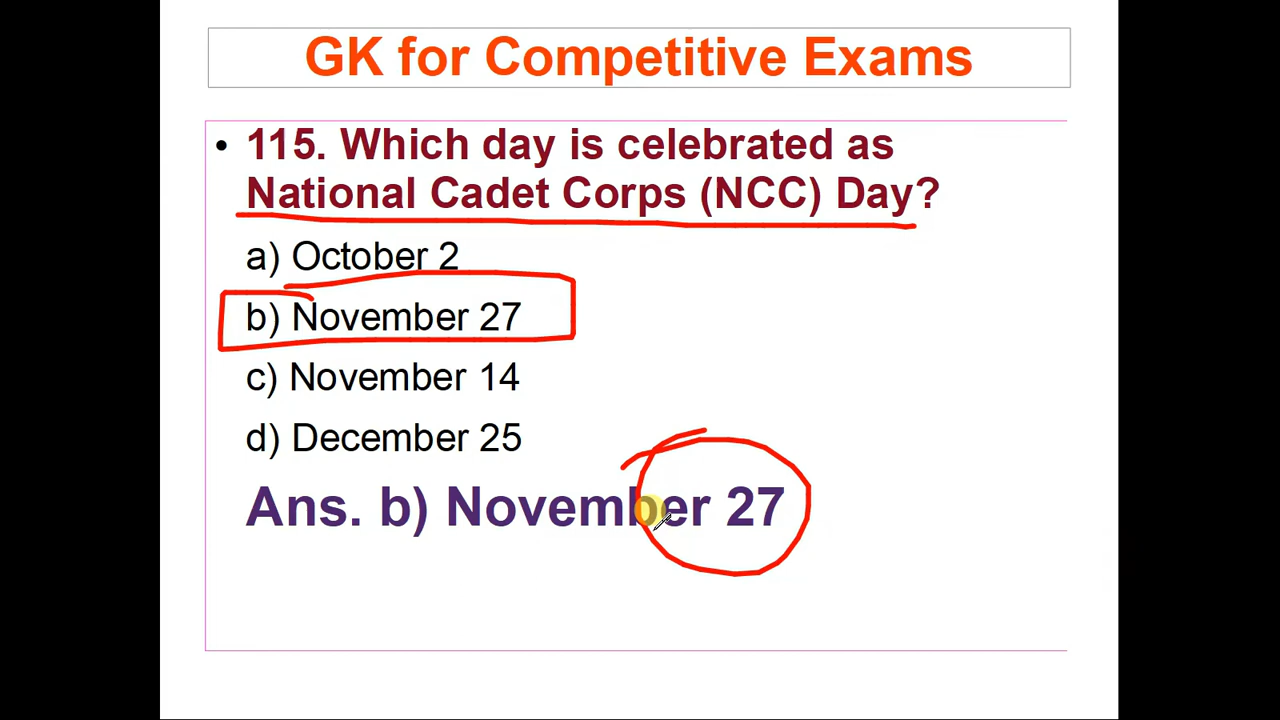 GK for Competitive Exams
• 115. Which day is celebrated as
National Cadet Corps (NCC) Day?
a) October 2
b) November 27
c) November 14
d) December 25
Ans. b) November 27